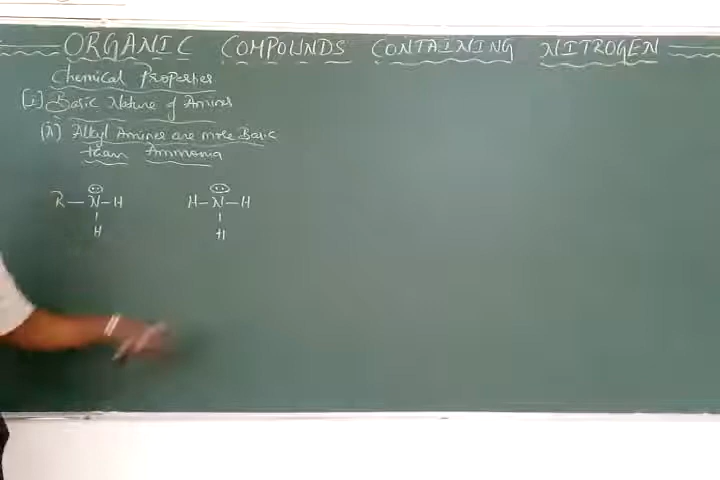 ORGANIC COMPOUNDS CONTAINING NITROGEN
Chemical Properties
[i] Basic Nature of Amines
(A) Alkyl Amines are more Basic
than Ammonia
R—N̈—H H—N̈—H
H H